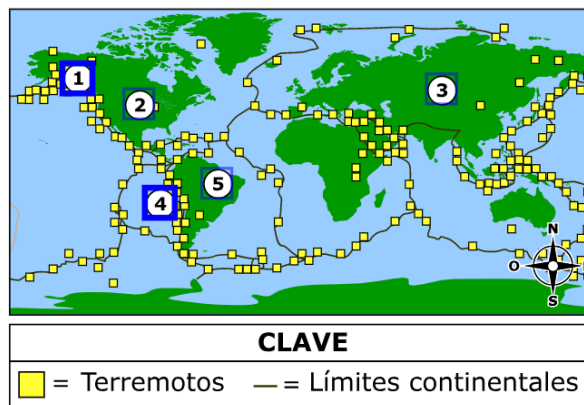 1
2
3
4
5
N
O
E
S
CLAVE
= Terremotos
= Límites continentales